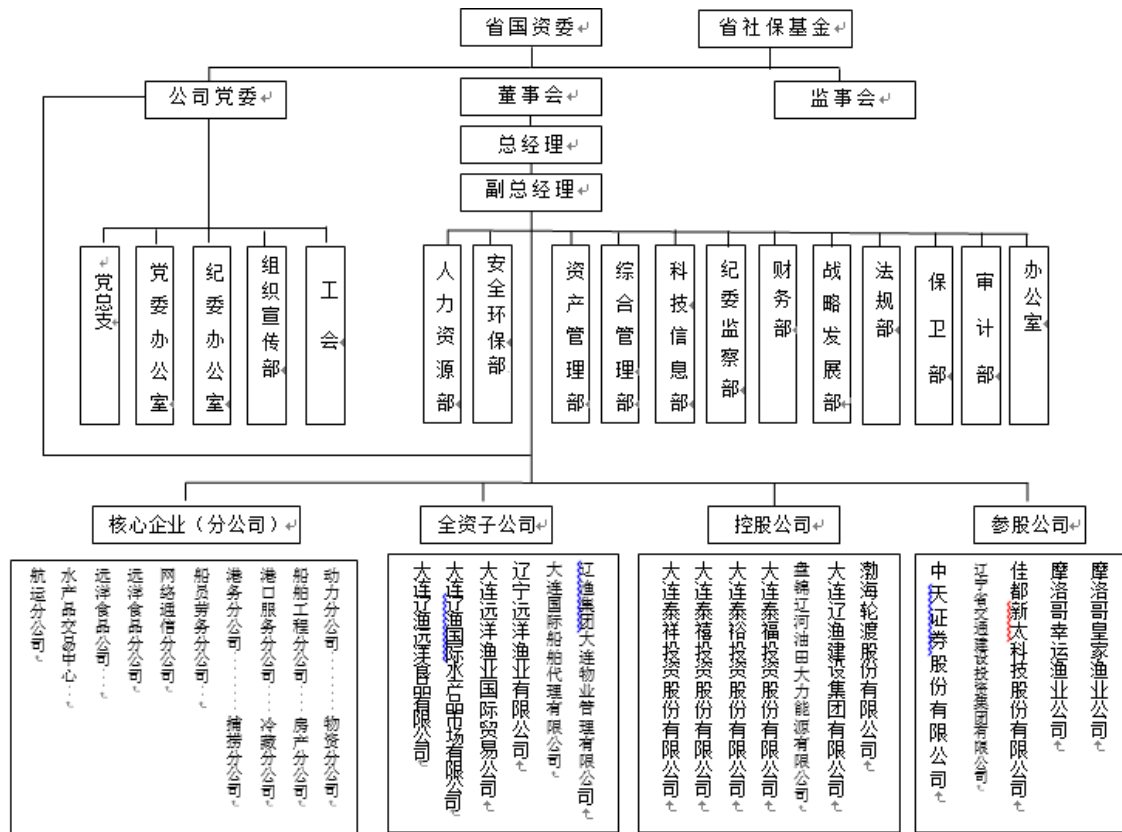 省国资委
省社保基金
公司党委
董事会
监事会
总经理
副总经理
党总支
党委办公室
纪委办公室
组织宣传部
工会
人力资源部
安全环保部
资产管理部
综合管理部
科技信息部
纪委监察部
财务部
战略发展部
法规部
保卫部
审计部
办公室
核心企业（分公司）
全资子公司
控股公司
参股公司
航运分公司
水产品交易中心…
远洋食品公司……
远洋食品分公司
网络通信分公司
船员劳务分公司
港务分公司……捕捞分公司
港口服务分公司……冷藏分公司
船舶工程分公司……房产分公司
动力分公司……物资分公司
大连辽渔远洋食品有限公司
大连辽渔国际水产品市场有限公司
大连远洋渔业国际贸易公司
辽宁远洋渔业有限公司
大连国际船舶代理有限公司
辽渔集团大连物业管理有限公司
大连泰祥投资股份有限公司
大连泰禧投资股份有限公司
大连泰裕投资股份有限公司
大连泰福投资股份有限公司
盘锦辽河油田大力能源有限公司
大连辽渔建设集团有限公司
渤海轮渡股份有限公司
中天证券股份有限公司
辽宁省交通建设投资集团有限公司
佳都新太科技股份有限公司
摩洛哥幸运渔业公司
摩洛哥皇家渔业公司